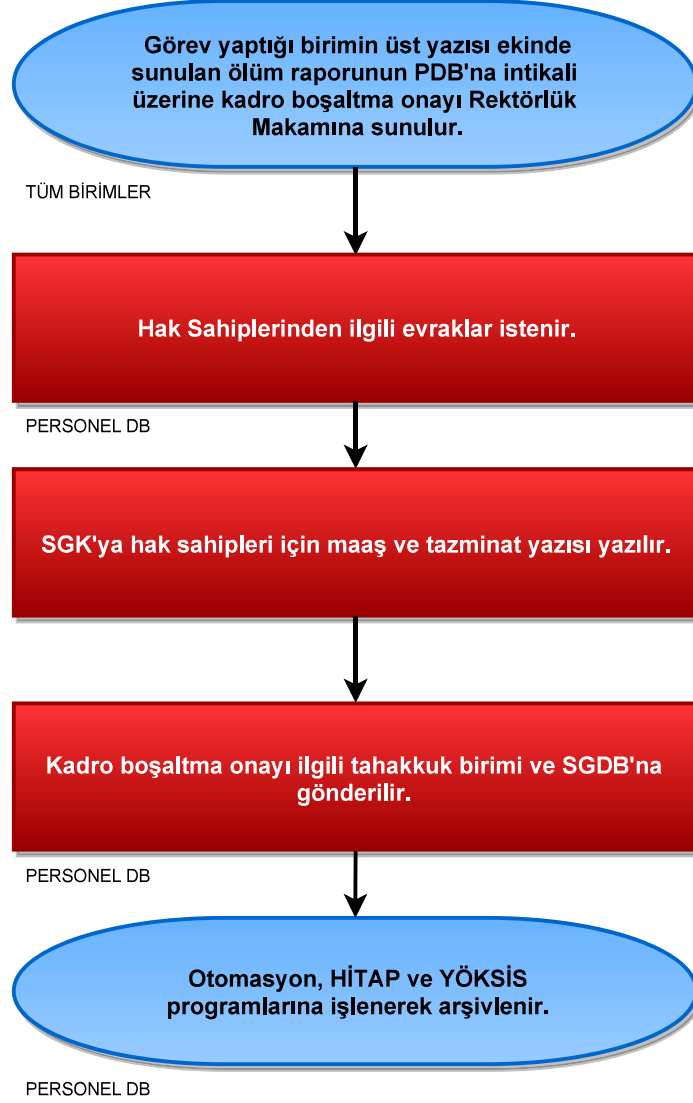 Görev yaptığı birimin üst yazısı ekinde
sunulan ölüm raporunun PDB'na intikali
üzerine kadro boşaltma onayı Rektörlük
Makamına sunulur.
TÜM BİRİMLER
Hak Sahiplerinden ilgili evraklar istenir.
PERSONEL DB
SGK'ya hak sahipleri için maaş ve tazminat yazısı yazılır.
Kadro boşaltma onayı ilgili tahakkuk birimi ve SGDB'na
gönderilir.
PERSONEL DB
Otomasyon, HİTAP ve YÖKSİS
programlarına işlenerek arşivlenir.
PERSONEL DB